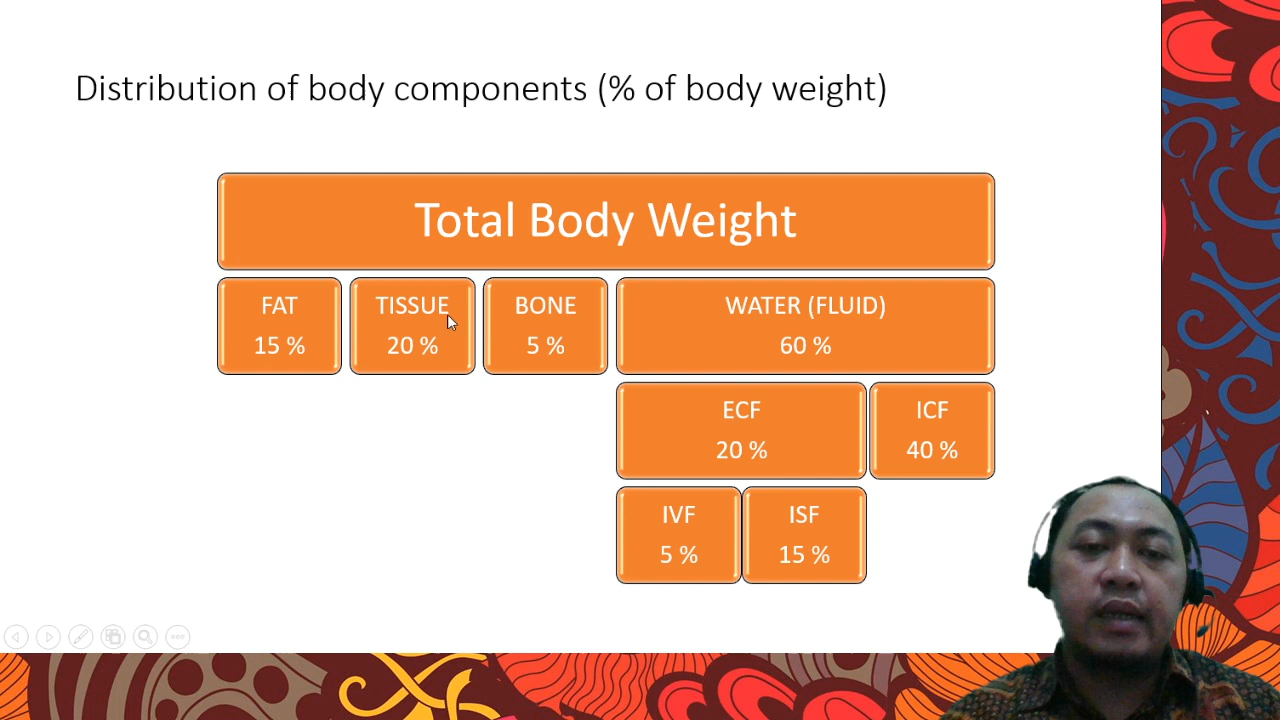 Distribution of body components (% of body weight)
Total Body Weight
FAT
15 %
TISSUE
20 %
BONE
5 %
WATER (FLUID)
60 %
ECF
20 %
ICF
40 %
IVF
5 %
ISF
15 %